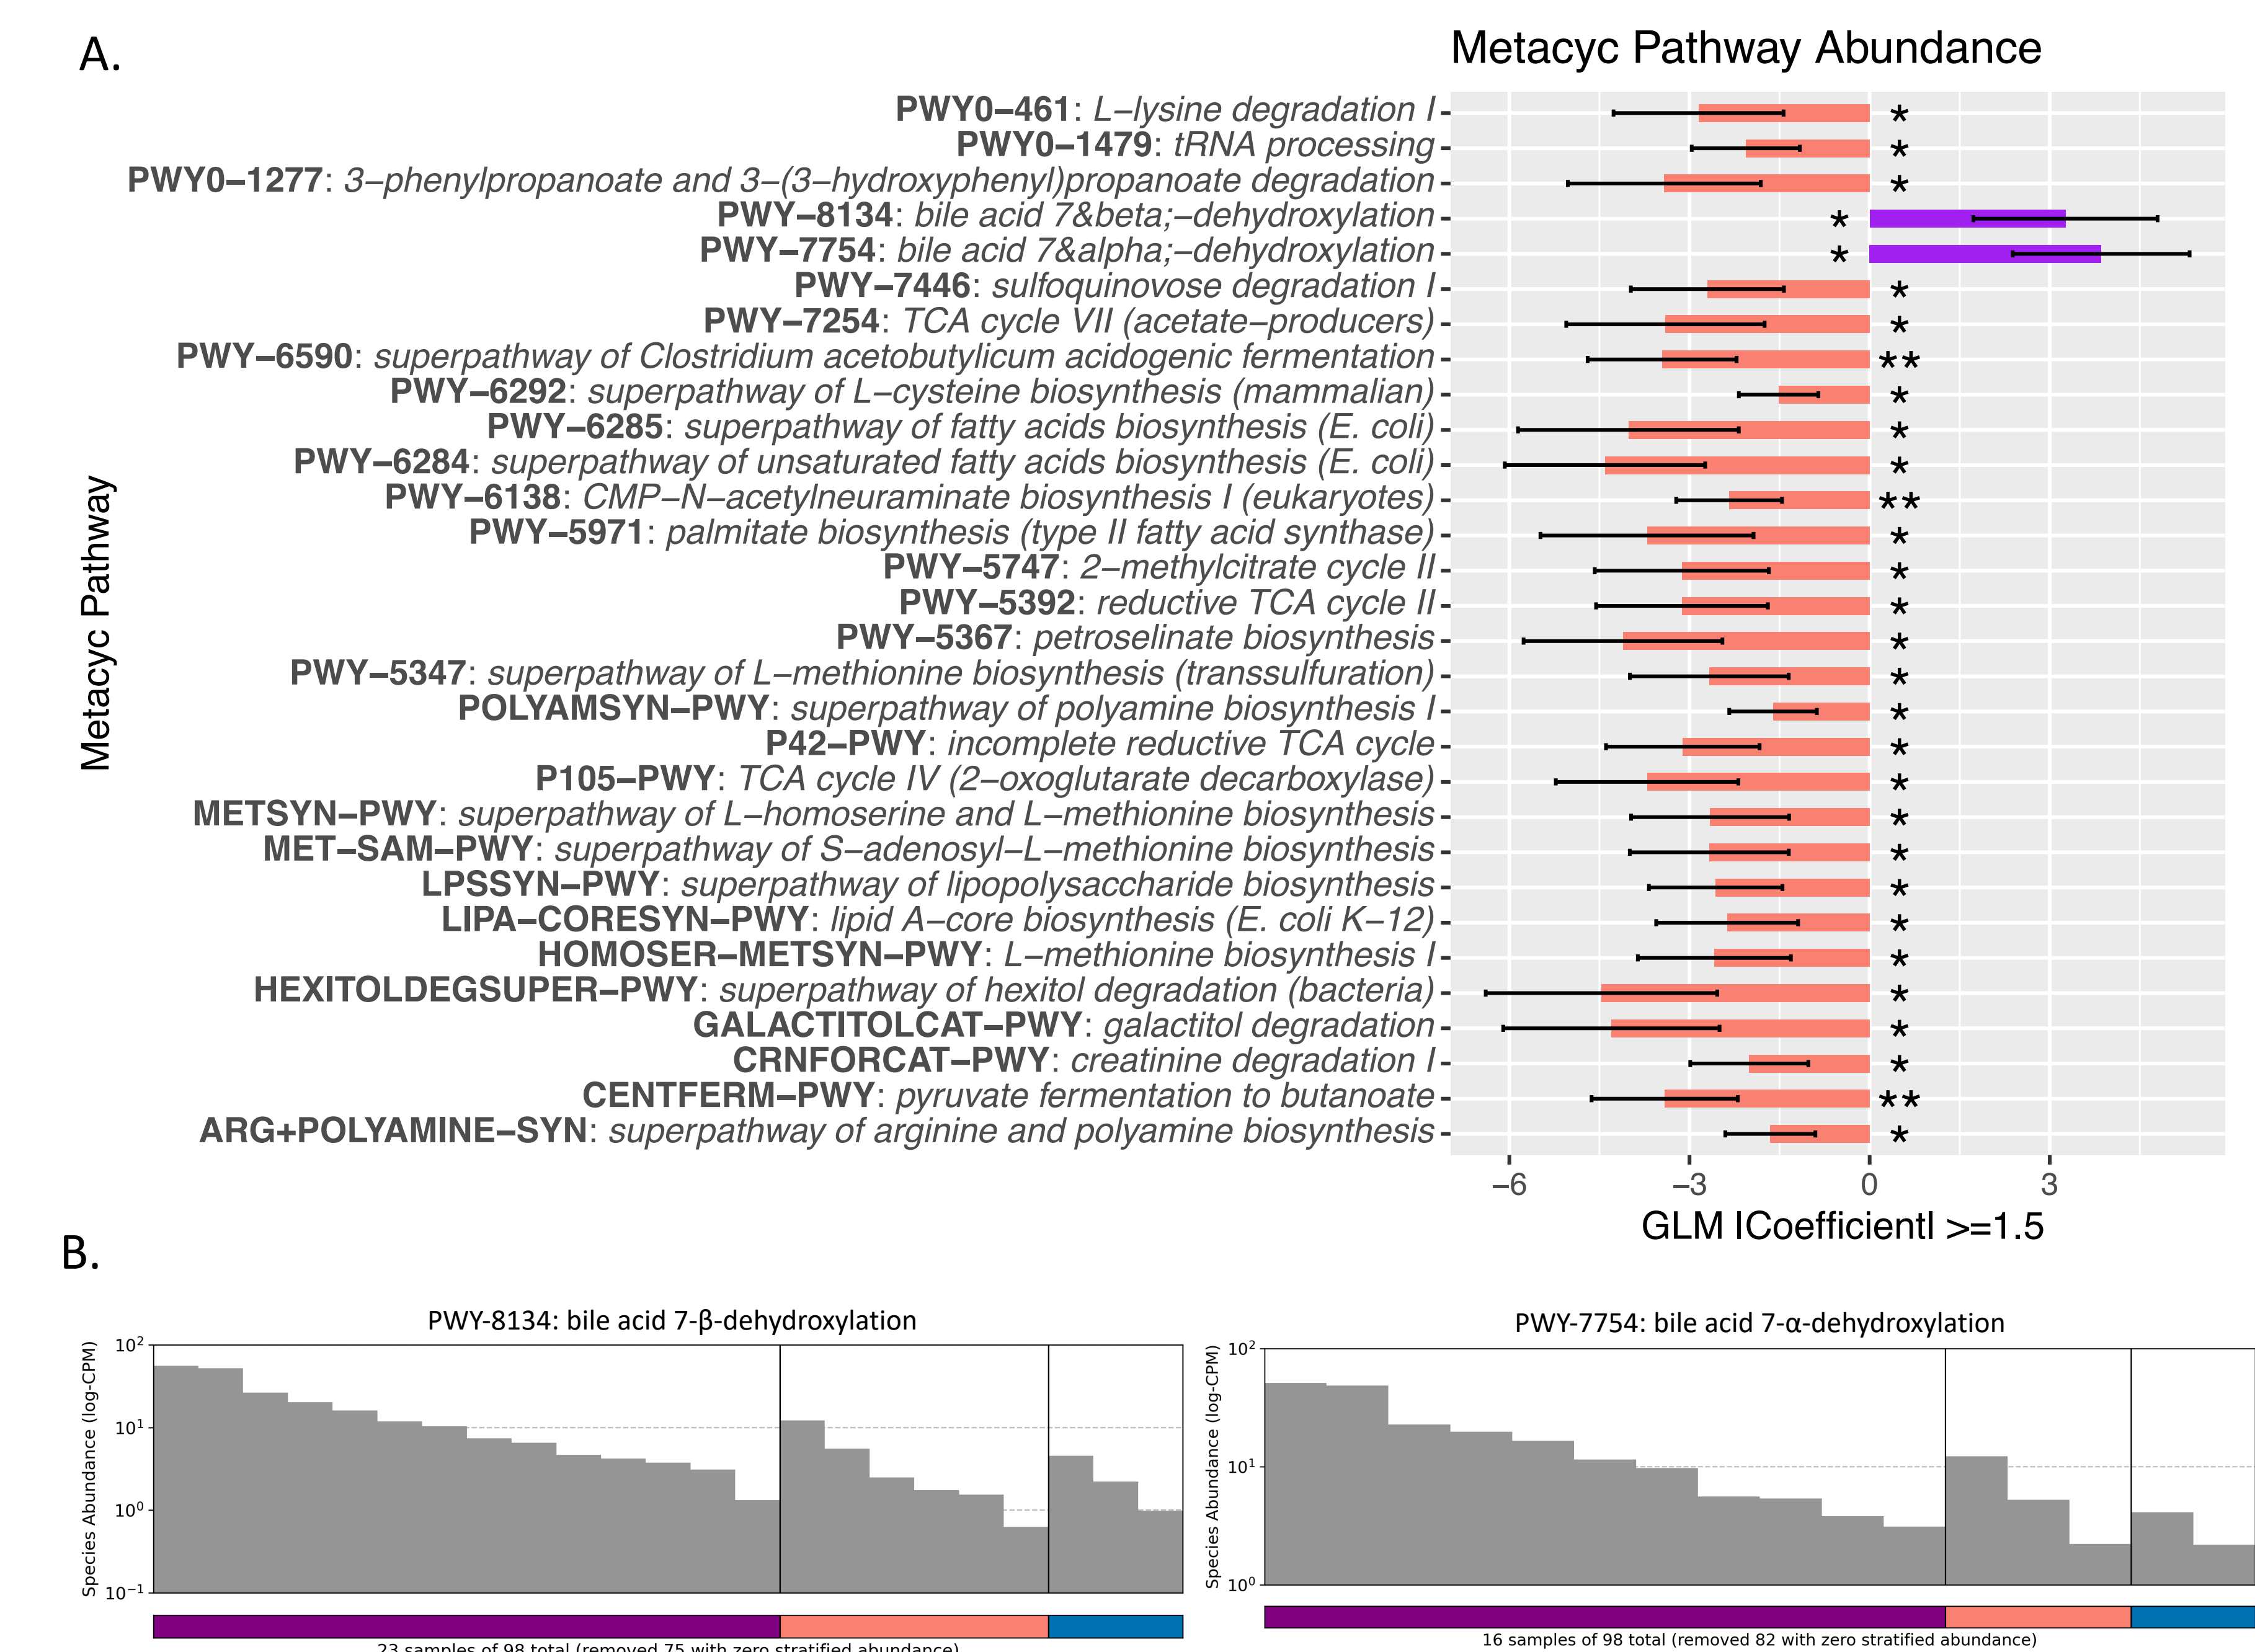 A.
Metacyc Pathway Abundance
Metacyc Pathway
PWY0−461: L−lysine degradation I *
PWY0−1479: tRNA processing *
PWY0−1277: 3−phenylpropanoate and 3−(3−hydroxyphenyl)propanoate degradation *
PWY−8134: bile acid 7&beta;−dehydroxylation *
PWY−7754: bile acid 7&alpha;−dehydroxylation *
PWY−7446: sulfoquinovose degradation I *
PWY−7254: TCA cycle VII (acetate−producers) *
PWY−6590: superpathway of Clostridium acetobutylicum acidogenic fermentation **
PWY−6292: superpathway of L−cysteine biosynthesis (mammalian) *
PWY−6285: superpathway of fatty acids biosynthesis (E. coli) *
PWY−6284: superpathway of unsaturated fatty acids biosynthesis (E. coli) *
PWY−6138: CMP−N−acetylneuraminate biosynthesis I (eukaryotes) **
PWY−5971: palmitate biosynthesis (type II fatty acid synthase) *
PWY−5747: 2−methylcitrate cycle II *
PWY−5392: reductive TCA cycle II *
PWY−5367: petroselinate biosynthesis *
PWY−5347: superpathway of L−methionine biosynthesis (transsulfuration) *
POLYAMSYN−PWY: superpathway of polyamine biosynthesis I *
P42−PWY: incomplete reductive TCA cycle *
P105−PWY: TCA cycle IV (2−oxoglutarate decarboxylase) *
METSYN−PWY: superpathway of L−homoserine and L−methionine biosynthesis *
MET−SAM−PWY: superpathway of S−adenosyl−L−methionine biosynthesis *
LPSSYN−PWY: superpathway of lipopolysaccharide biosynthesis *
LIPA−CORESYN−PWY: lipid A−core biosynthesis (E. coli K−12) *
HOMOSER−METSYN−PWY: L−methionine biosynthesis I *
HEXITOLDEGSUPER−PWY: superpathway of hexitol degradation (bacteria) *
GALACTITOLCAT−PWY: galactitol degradation *
CRNFORCAT−PWY: creatinine degradation I *
CENTFERM−PWY: pyruvate fermentation to butanoate **
ARG+POLYAMINE−SYN: superpathway of arginine and polyamine biosynthesis *
−6 −3 0 3
GLM |Coefficient| >=1.5
B.
PWY-8134: bile acid 7-β-dehydroxylation
Species Abundance (log-CPM)
10²
10¹
10⁰
10⁻¹
23 samples of 98 total (removed 75 with zero stratified abundance)
PWY-7754: bile acid 7-α-dehydroxylation
Species Abundance (log-CPM)
10²
10¹
10⁰
16 samples of 98 total (removed 82 with zero stratified abundance)